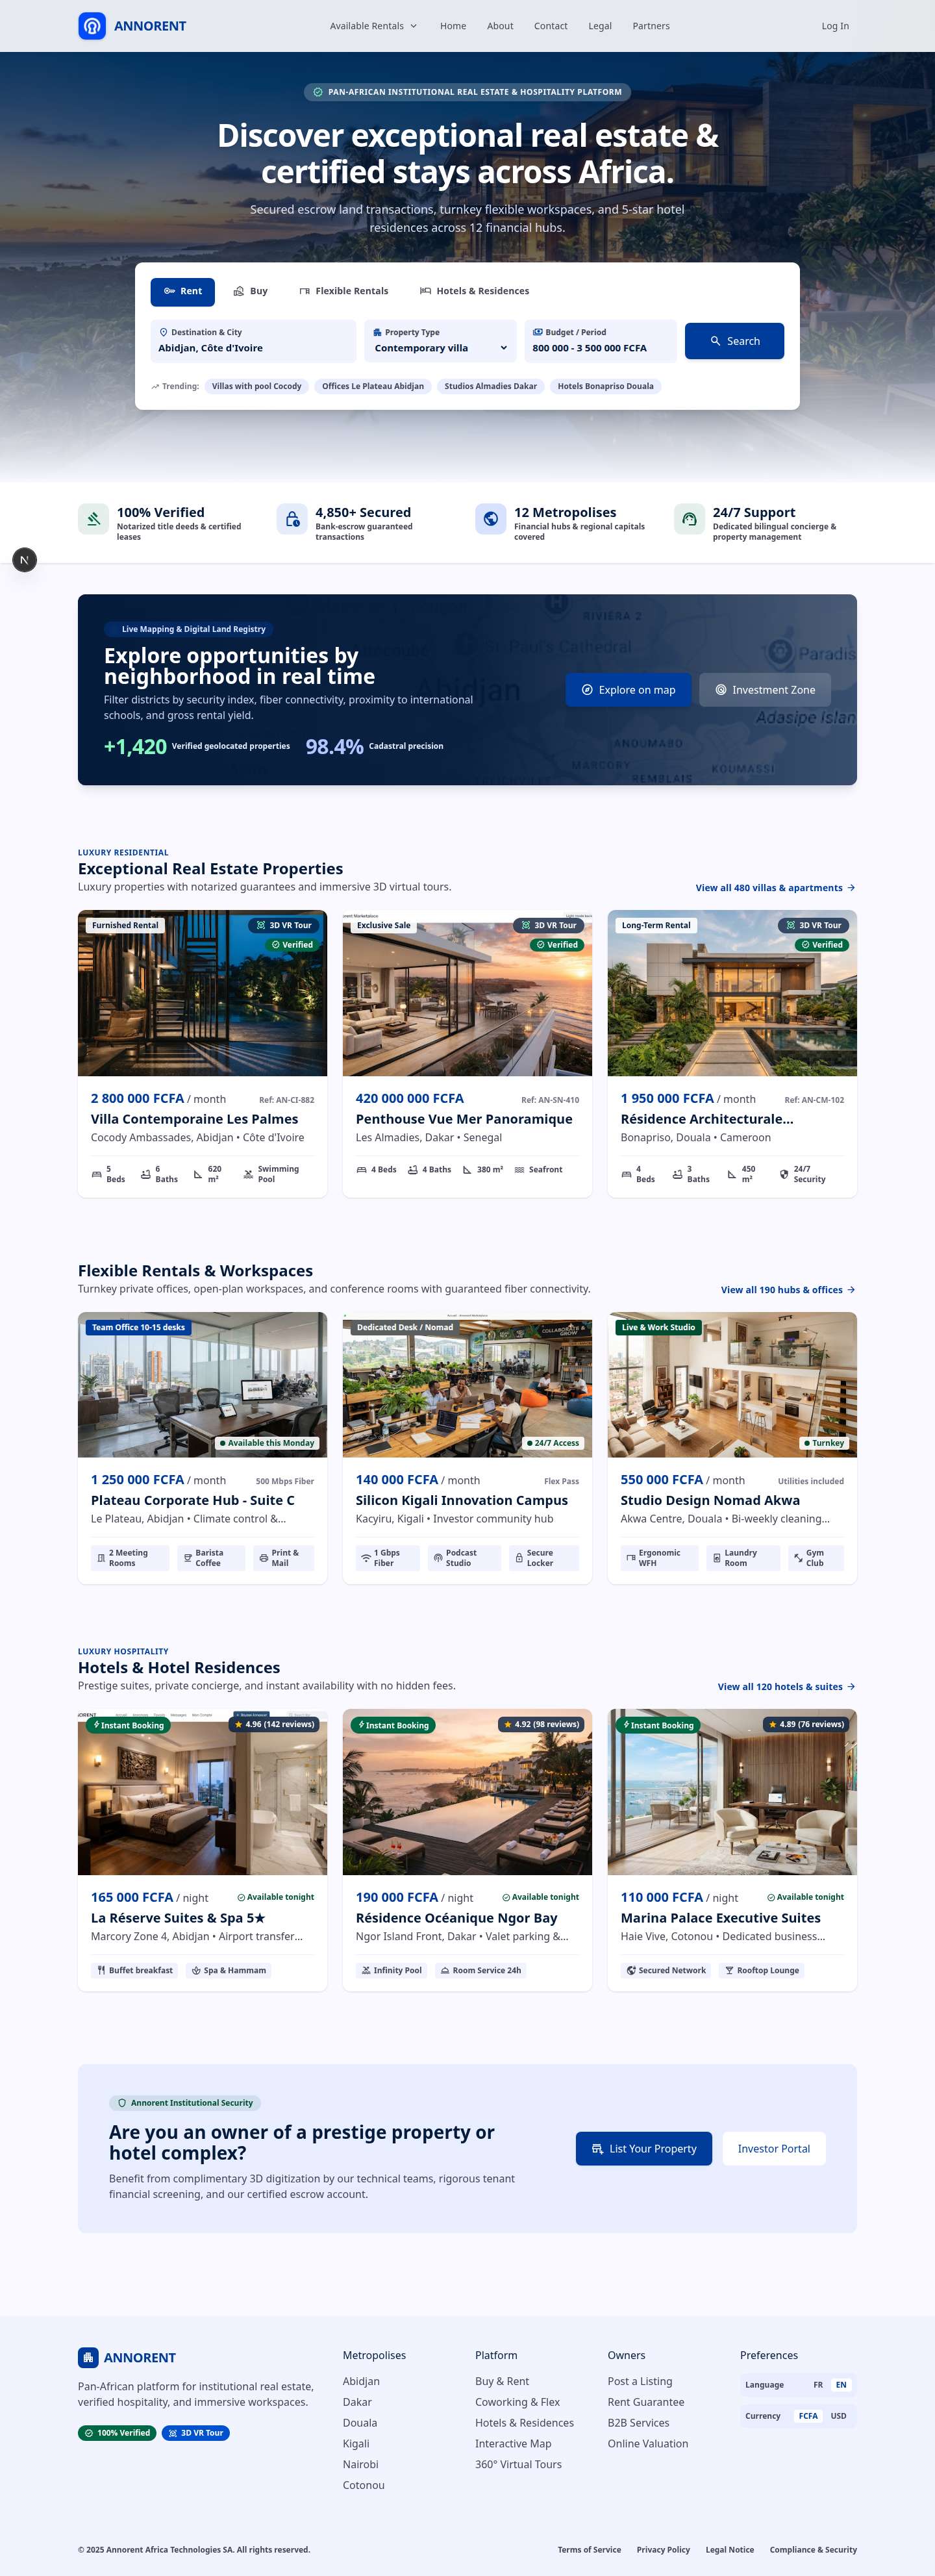 ANNORENT
Available Rentals
Home
About
Contact
Legal
Partners
Log In
PAN-AFRICAN INSTITUTIONAL REAL ESTATE & HOSPITALITY PLATFORM
Discover exceptional real estate &
certified stays across Africa.
Secured escrow land transactions, turnkey flexible workspaces, and 5-star hotel
residences across 12 financial hubs.
Rent
Buy
Flexible Rentals
Hotels & Residences
Destination & City
Abidjan, Côte d'Ivoire
Property Type
Contemporary villa
Budget / Period
800 000 - 3 500 000 FCFA
Search
Trending:
Villas with pool Cocody
Offices Le Plateau Abidjan
Studios Almadies Dakar
Hotels Bonapriso Douala
100% Verified
Notarized title deeds & certified
leases
4,850+ Secured
Bank-escrow guaranteed
transactions
12 Metropolises
Financial hubs & regional capitals
covered
24/7 Support
Dedicated bilingual concierge &
property management
N
Live Mapping & Digital Land Registry
Explore opportunities by
neighborhood in real time
Filter districts by security index, fiber connectivity, proximity to international
schools, and gross rental yield.
+1,420 Verified geolocated properties
98.4% Cadastral precision
Explore on map
Investment Zone
RIVIERA 2
St. Paul's Cathedral
Paradis
Abidjan
Adasipe Islan
ANOUMABO
MARCORY
KOUMASSI
REMBLAIS
LUXURY RESIDENTIAL
Exceptional Real Estate Properties
Luxury properties with notarized guarantees and immersive 3D virtual tours.
View all 480 villas & apartments
Furnished Rental
3D VR Tour
Verified
2 800 000 FCFA / month
Ref: AN-CI-882
Villa Contemporaine Les Palmes
Cocody Ambassades, Abidjan • Côte d'Ivoire
5
Beds
6
Baths
620
m²
Swimming
Pool
Exclusive Sale
3D VR Tour
Verified
420 000 000 FCFA
Ref: AN-SN-410
Penthouse Vue Mer Panoramique
Les Almadies, Dakar • Senegal
4 Beds
4 Baths
380 m²
Seafront
Long-Term Rental
3D VR Tour
Verified
1 950 000 FCFA / month
Ref: AN-CM-102
Résidence Architecturale...
Bonapriso, Douala • Cameroon
4
Beds
3
Baths
450
m²
24/7
Security
Flexible Rentals & Workspaces
Turnkey private offices, open-plan workspaces, and conference rooms with guaranteed fiber connectivity.
View all 190 hubs & offices
Team Office 10-15 desks
Available this Monday
1 250 000 FCFA / month
500 Mbps Fiber
Plateau Corporate Hub - Suite C
Le Plateau, Abidjan • Climate control &...
2 Meeting
Rooms
Barista
Coffee
Print &
Mail
Dedicated Desk / Nomad
COLLABORATE &
GROW
24/7 Access
140 000 FCFA / month
Flex Pass
Silicon Kigali Innovation Campus
Kacyiru, Kigali • Investor community hub
1 Gbps
Fiber
Podcast
Studio
Secure
Locker
Live & Work Studio
Turnkey
550 000 FCFA / month
Utilities included
Studio Design Nomad Akwa
Akwa Centre, Douala • Bi-weekly cleaning...
Ergonomic
WFH
Laundry
Room
Gym
Club
LUXURY HOSPITALITY
Hotels & Hotel Residences
Prestige suites, private concierge, and instant availability with no hidden fees.
View all 120 hotels & suites
Instant Booking
4.96 (142 reviews)
165 000 FCFA / night
Available tonight
La Réserve Suites & Spa 5★
Marcory Zone 4, Abidjan • Airport transfer...
Buffet breakfast
Spa & Hammam
Instant Booking
4.92 (98 reviews)
190 000 FCFA / night
Available tonight
Résidence Océanique Ngor Bay
Ngor Island Front, Dakar • Valet parking &...
Infinity Pool
Room Service 24h
Instant Booking
4.89 (76 reviews)
110 000 FCFA / night
Available tonight
Marina Palace Executive Suites
Haie Vive, Cotonou • Dedicated business...
Secured Network
Rooftop Lounge
Annorent Institutional Security
Are you an owner of a prestige property or
hotel complex?
Benefit from complimentary 3D digitization by our technical teams, rigorous tenant
financial screening, and our certified escrow account.
List Your Property
Investor Portal
ANNORENT
Pan-African platform for institutional real estate,
verified hospitality, and immersive workspaces.
100% Verified
3D VR Tour
Metropolises
Abidjan
Dakar
Douala
Kigali
Nairobi
Cotonou
Platform
Buy & Rent
Coworking & Flex
Hotels & Residences
Interactive Map
360° Virtual Tours
Owners
Post a Listing
Rent Guarantee
B2B Services
Online Valuation
Preferences
Language FR EN
Currency FCFA USD
© 2025 Annorent Africa Technologies SA. All rights reserved.
Terms of Service
Privacy Policy
Legal Notice
Compliance & Security